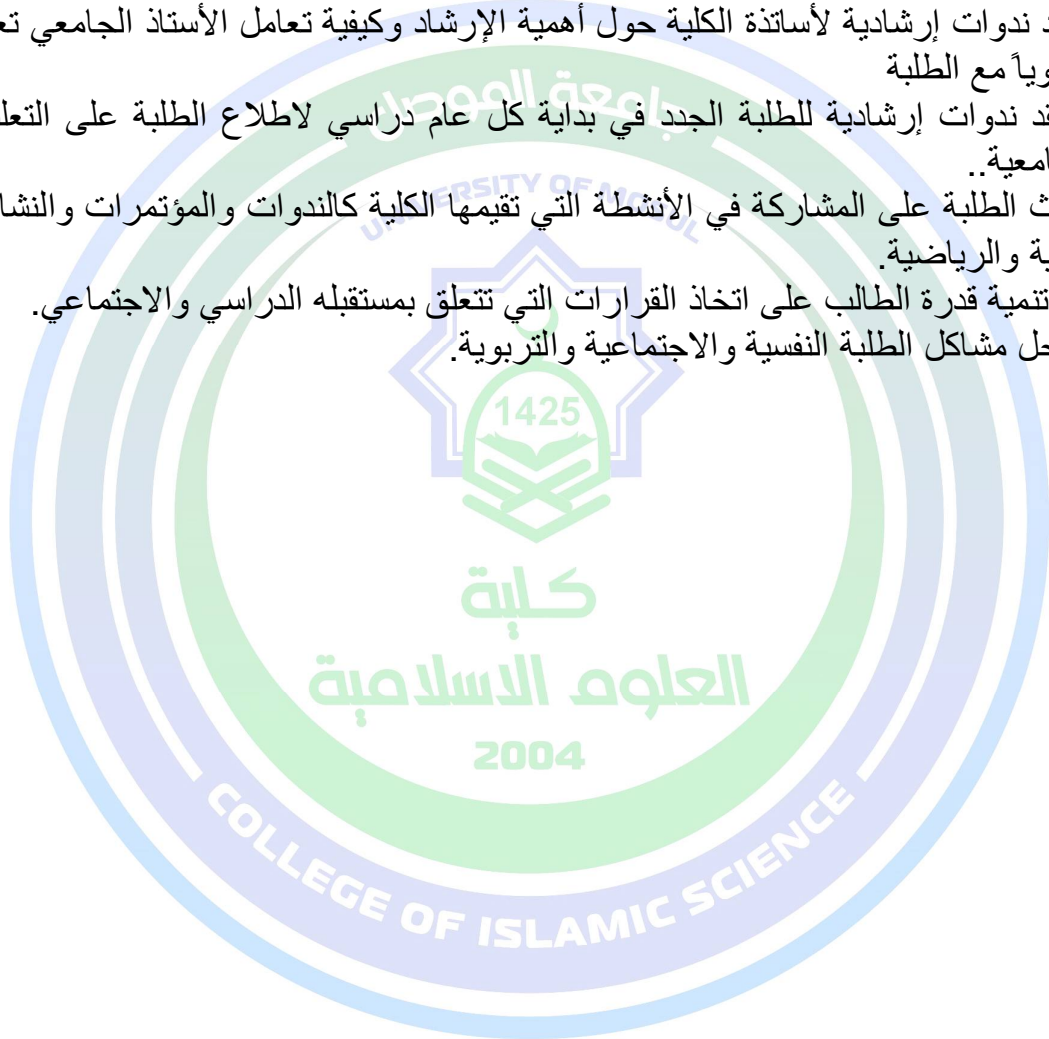 ندوات إرشادية لأساتذة الكلية حول أهمية الإرشاد وكيفية تعامل الأستاذ الجامعي
مع الطلبة
ندوات إرشادية للطلبة الجدد في بداية كل عام دراسي لاطلاع الطلبة على
الطلبة على المشاركة في الأنشطة التي تقيمها الكلية كالندوات والمؤتمرات
والرياضية.
تنمية قدرة الطالب على اتخاذ القرارات التي تتعلق بمستقبله الدراسي والاجتماعي.
حل مشاكل الطلبة النفسية والاجتماعية والتربوية.
جامعة الموصل
UNIVERSITY OF MOSUL
1425
كلية
العلوم الاسلامية
2004
COLLEGE OF ISLAMIC SCIENCE